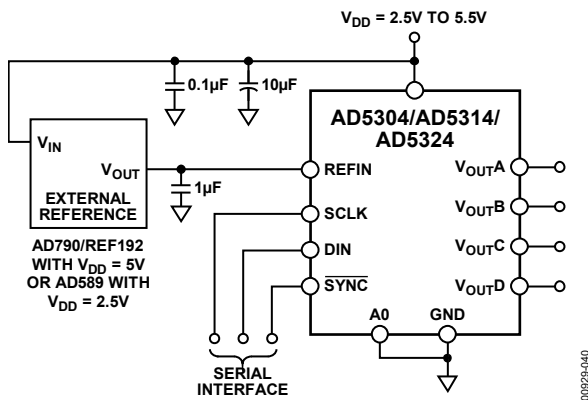 V_DD = 2.5V TO 5.5V
0.1µF
10µF
AD5304/AD5314/
AD5324
V_IN
V_OUT
EXTERNAL
REFERENCE
1µF
AD790/REF192
WITH V_DD = 5V
OR AD589 WITH
V_DD = 2.5V
REFIN
SCLK
DIN
SYNC
V_OUTA
V_OUTB
V_OUTC
V_OUTD
A0
GND
SERIAL
INTERFACE
00929-040